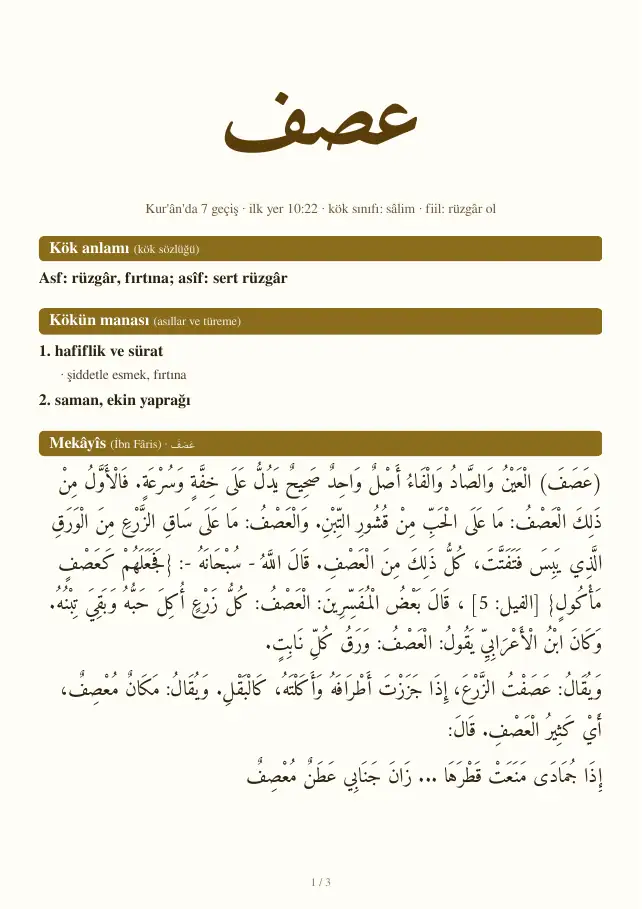 عصف
Kur'ân'da 7 geçiş · ilk yer 10:22 · kök sınıfı: sâlim · fiil: rüzgâr ol
Kök anlamı (kök sözlüğü)
Asf: rüzgâr, fırtına; asîf: sert rüzgâr
Kökün manası (asıllar ve türeme)
1. hafiflik ve sürat
· şiddetle esmek, fırtına
2. saman, ekin yaprağı
Mekâyîs (İbn Fâris) · عَصَفَ
(عَصَفَ) الْعَيْنُ وَالصَّادُ وَالْفَاءُ أَصْلٌ وَاحِدٌ صَحِيحٌ يَدُلُّ عَلَى خِفَّةٍ وَسُرْعَةٍ. فَالْأَوَّلُ مِنْ
ذَلِكَ الْعَصْفُ: مَا عَلَى الْحَبِّ مِنْ قُشُورِ التِّبْنِ. وَالْعَصْفُ: مَا عَلَى سَاقِ الزَّرْعِ مِنَ الْوَرَقِ
الَّذِي يَبِسَ فَتَفَتَّتَ، كُلُّ ذَلِكَ مِنَ الْعَصْفِ. قَالَ اللَّهُ - سُبْحَانَهُ -: {فَجَعَلَهُمْ كَعَصْفٍ
مَأْكُولٍ} [الفيل: 5] ، قَالَ بَعْضُ الْمُفَسِّرِينَ: الْعَصْفُ: كُلُّ زَرْعٍ أُكِلَ حَبُّهُ وَبَقِيَ تِبْنُهُ.
وَكَانَ ابْنُ الْأَعْرَابِيِّ يَقُولُ: الْعَصْفُ: وَرَقُ كُلِّ نَابِتٍ.
وَيُقَالُ: عَصَفْتُ الزَّرْعَ، إِذَا جَزَزْتَ أَطْرَافَهُ وَأَكَلْتَهُ، كَالْبَقْلِ. وَيُقَالُ: مَكَانٌ مُعْصِفٌ،
أَيْ كَثِيرُ الْعَصْفِ. قَالَ:
إِذَا جُمَادَى مَنَعَتْ قَطْرَهَا ... زَانَ جَنَابِي عَطَنٌ مُعْصِفُ
1 / 3